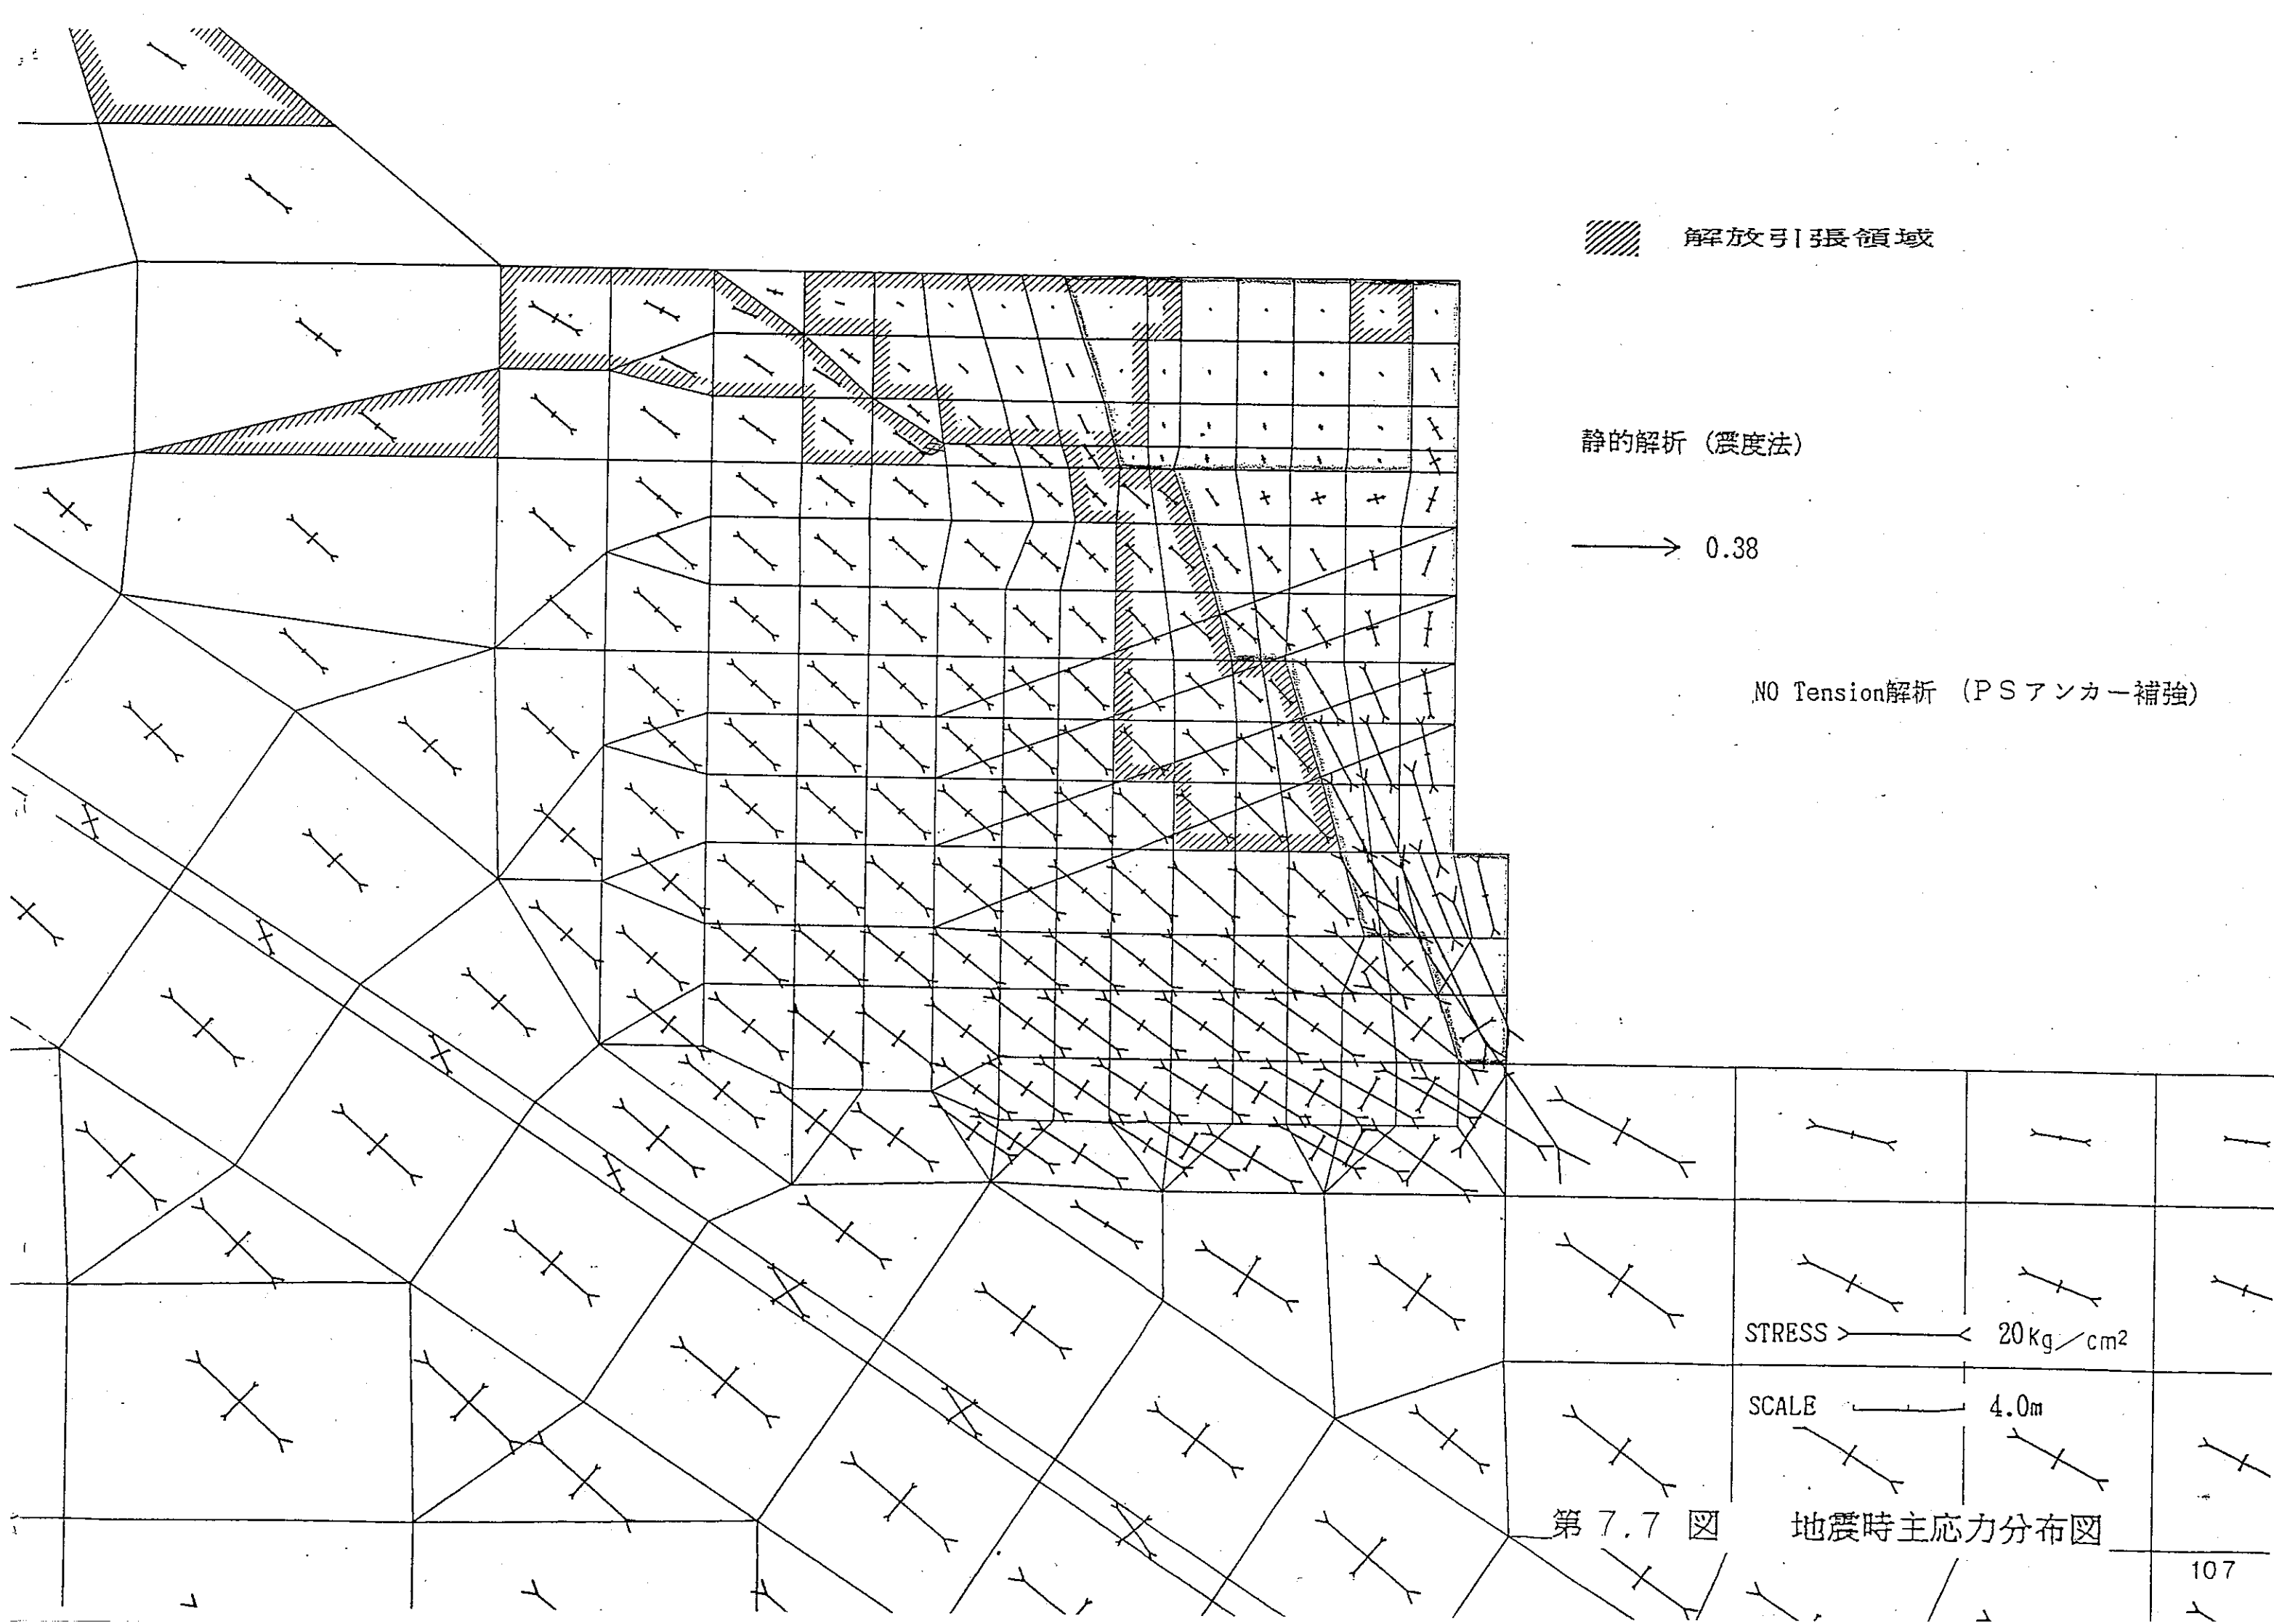 解放引張領域
静的解析 (震度法)
0.38
NO Tension解析 (PSアンカー補強)
STRESS 20Kg/cm²
SCALE 4.0m
第7.7 図 地震時主応力分布図
107